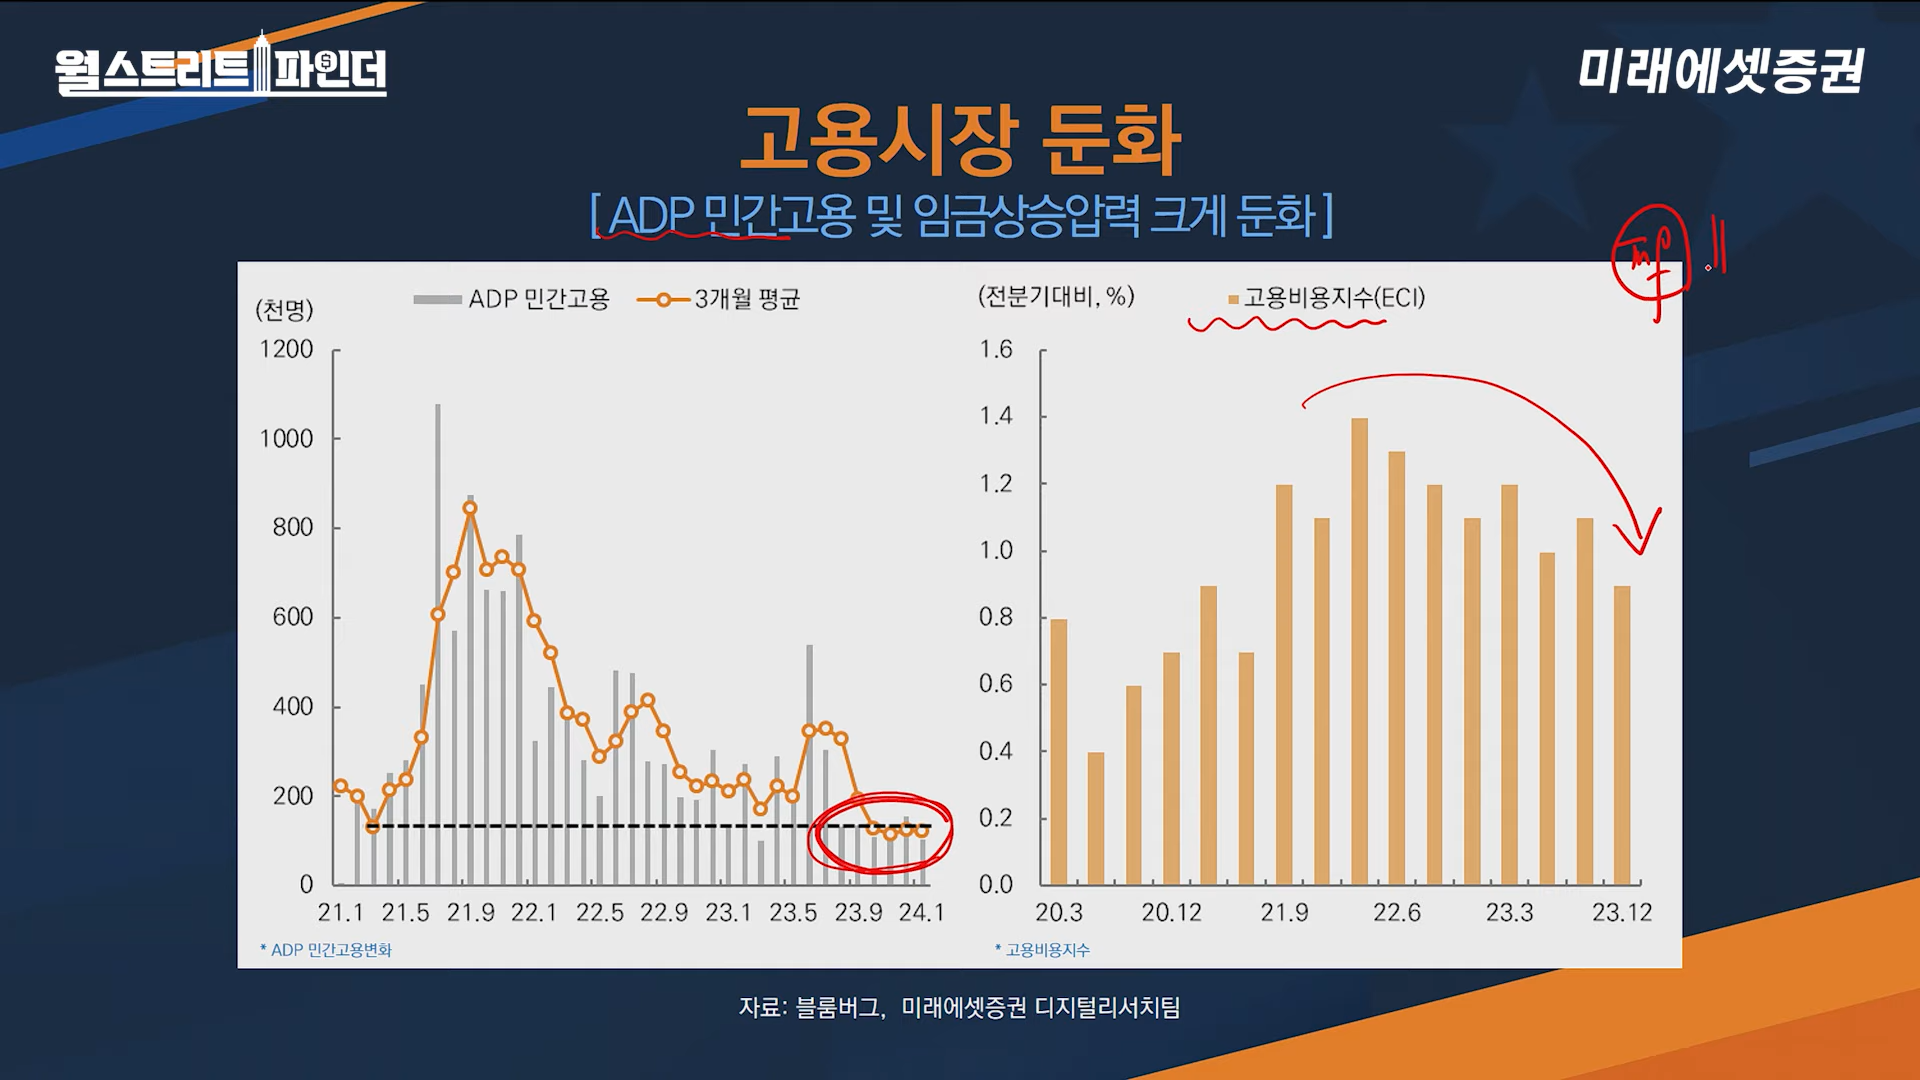 월스트리트 파인더
미래에셋증권
고용시장 둔화
[ ADP 민간고용 및 임금상승압력 크게 둔화 ]
(천명)
ADP 민간고용
3개월 평균
1200
1000
800
600
400
200
0
21.1 21.5 21.9 22.1 22.5 22.9 23.1 23.5 23.9 24.1
* ADP 민간고용변화
(전분기대비, %)
고용비용지수(ECI)
1.6
1.4
1.2
1.0
0.8
0.6
0.4
0.2
0.0
20.3 20.12 21.9 22.6 23.3 23.12
* 고용비용지수
자료: 블룸버그, 미래에셋증권 디지털리서치팀